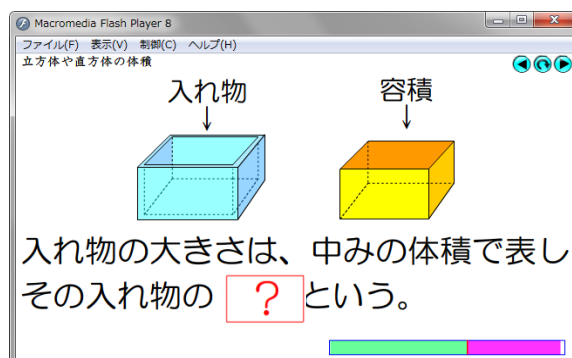 Macromedia Flash Player 8
ファイル(F) 表示(V) 制御(C) ヘルプ(H)
立方体や直方体の体積
入れ物 容積
入れ物の大きさは、中みの体積で表し
その入れ物の ? という。